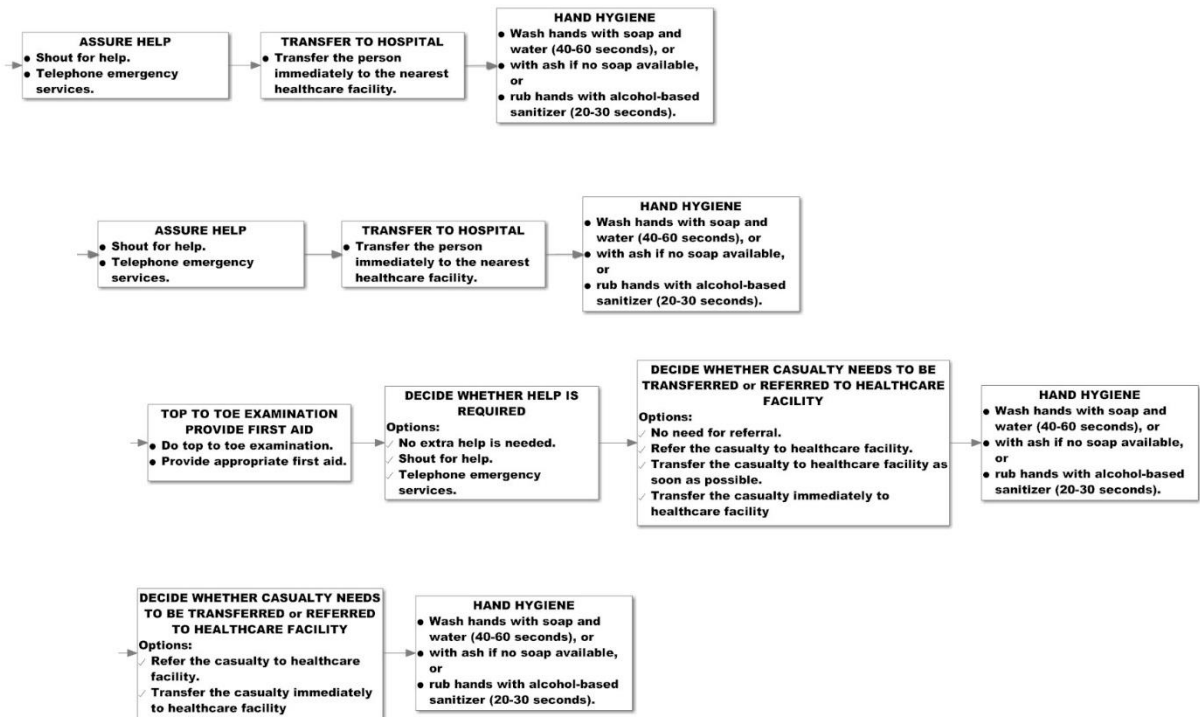 ASSURE HELP
● Shout for help.
● Telephone emergency
services.
TRANSFER TO HOSPITAL
● Transfer the person
immediately to the nearest
healthcare facility.
HAND HYGIENE
● Wash hands with soap and
water (40-60 seconds), or
● with ash if no soap available,
or
● rub hands with alcohol-based
sanitizer (20-30 seconds).
ASSURE HELP
● Shout for help.
● Telephone emergency
services.
TRANSFER TO HOSPITAL
● Transfer the person
immediately to the nearest
healthcare facility.
HAND HYGIENE
● Wash hands with soap and
water (40-60 seconds), or
● with ash if no soap available,
or
● rub hands with alcohol-based
sanitizer (20-30 seconds).
TOP TO TOE EXAMINATION
PROVIDE FIRST AID
● Do top to toe examination.
● Provide appropriate first aid.
DECIDE WHETHER HELP IS
REQUIRED
Options:
✓ No extra help is needed.
✓ Shout for help.
✓ Telephone emergency
services.
DECIDE WHETHER CASUALTY NEEDS TO BE
TRANSFERRED or REFERRED TO HEALTHCARE
FACILITY
Options:
✓ No need for referral.
✓ Refer the casualty to healthcare facility.
✓ Transfer the casualty to healthcare facility as
soon as possible.
✓ Transfer the casualty immediately to
healthcare facility
HAND HYGIENE
● Wash hands with soap and
water (40-60 seconds), or
● with ash if no soap available,
or
● rub hands with alcohol-based
sanitizer (20-30 seconds).
DECIDE WHETHER CASUALTY NEEDS
TO BE TRANSFERRED or REFERRED
TO HEALTHCARE FACILITY
Options:
✓ Refer the casualty to healthcare
facility.
✓ Transfer the casualty immediately
to healthcare facility
HAND HYGIENE
● Wash hands with soap and
water (40-60 seconds), or
● with ash if no soap available,
or
● rub hands with alcohol-based
sanitizer (20-30 seconds).